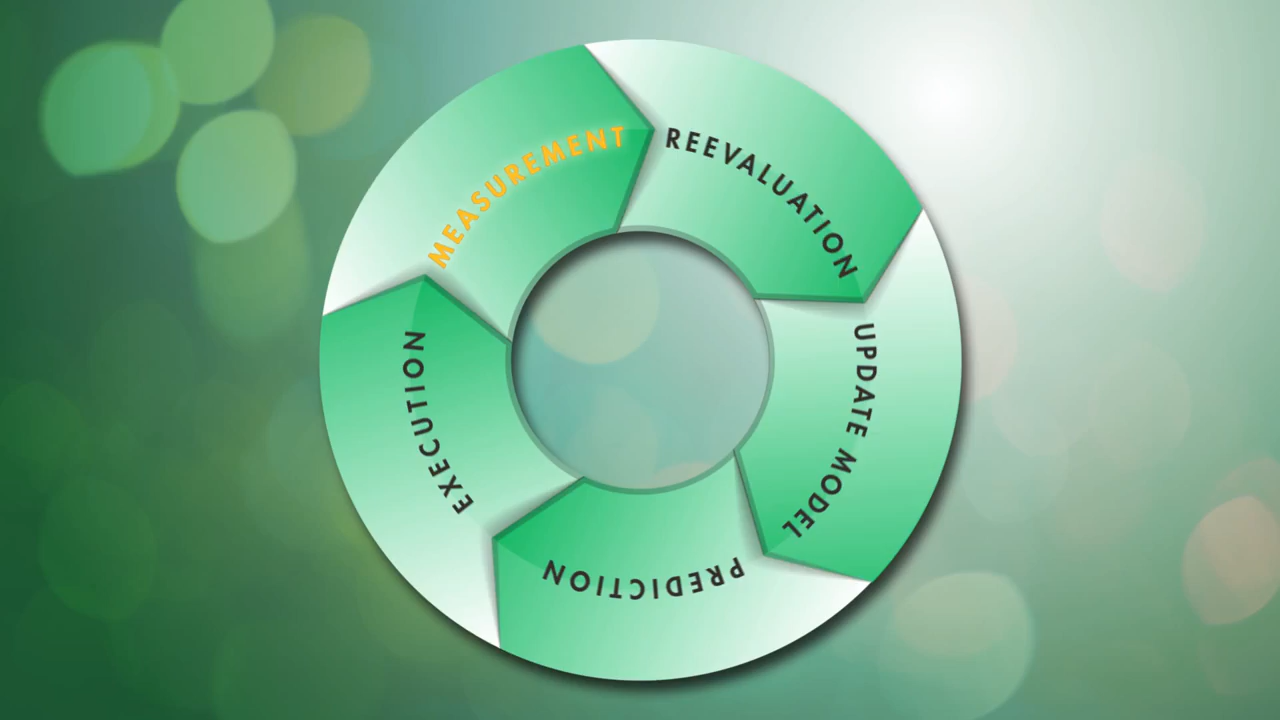 MEASUREMENT
REEVALUATION
UPDATE MODEL
PREDICTION
EXECUTION